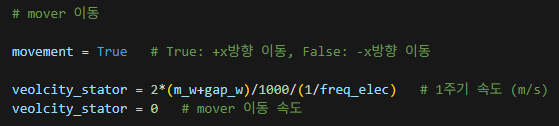 # mover 이동
movement = True   # True: +x방향 이동, False: -x방향 이동
veolcity_stator = 2*(m_w+gap_w)/1000/(1/freq_elec)   # 1주기 속도 (m/s)
veolcity_stator = 0   # mover 이동 속도